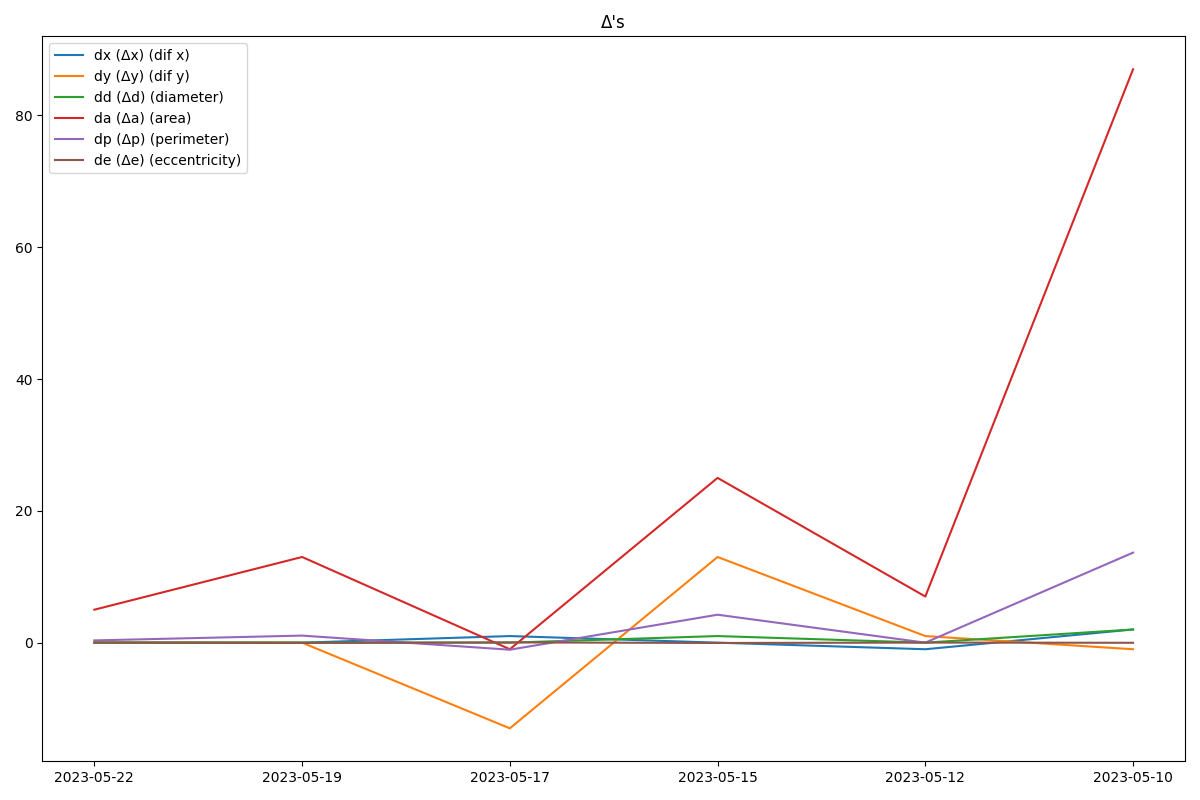 Δ's
dx (Δx) (dif x)
dy (Δy) (dif y)
dd (Δd) (diameter)
da (Δa) (area)
dp (Δp) (perimeter)
de (Δe) (eccentricity)
80
60
40
20
0
2023-05-22 2023-05-19 2023-05-17 2023-05-15 2023-05-12 2023-05-10